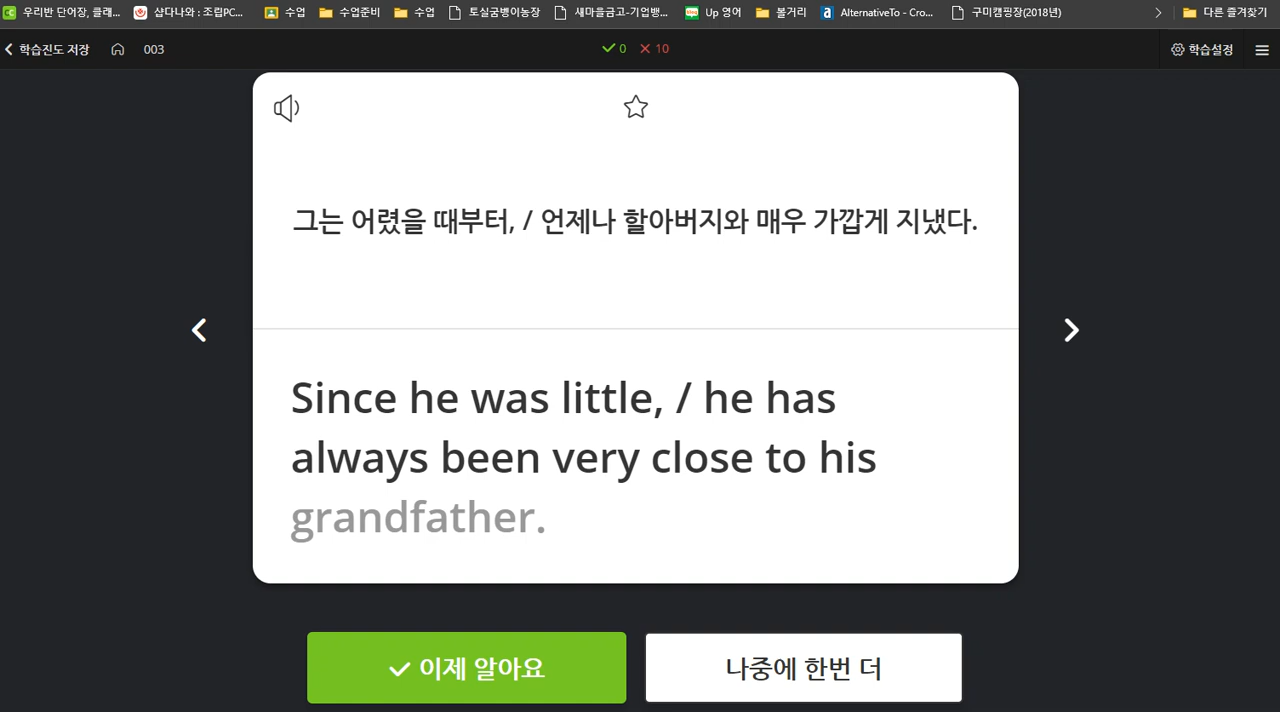 우리반 단어장, 클래... 샵다나와 : 조립PC... 수업 수업준비 수업 토실굼벵이농장 새마을금고-기업뱅... Up 영어 볼거리 AlternativeTo - Cro... 구미캠핑장(2018년) 다른 즐겨찾기
학습진도 저장 003 0 10 학습설정
그는 어렸을 때부터, / 언제나 할아버지와 매우 가깝게 지냈다.
Since he was little, / he has
always been very close to his
grandfather.
이제 알아요 나중에 한번 더